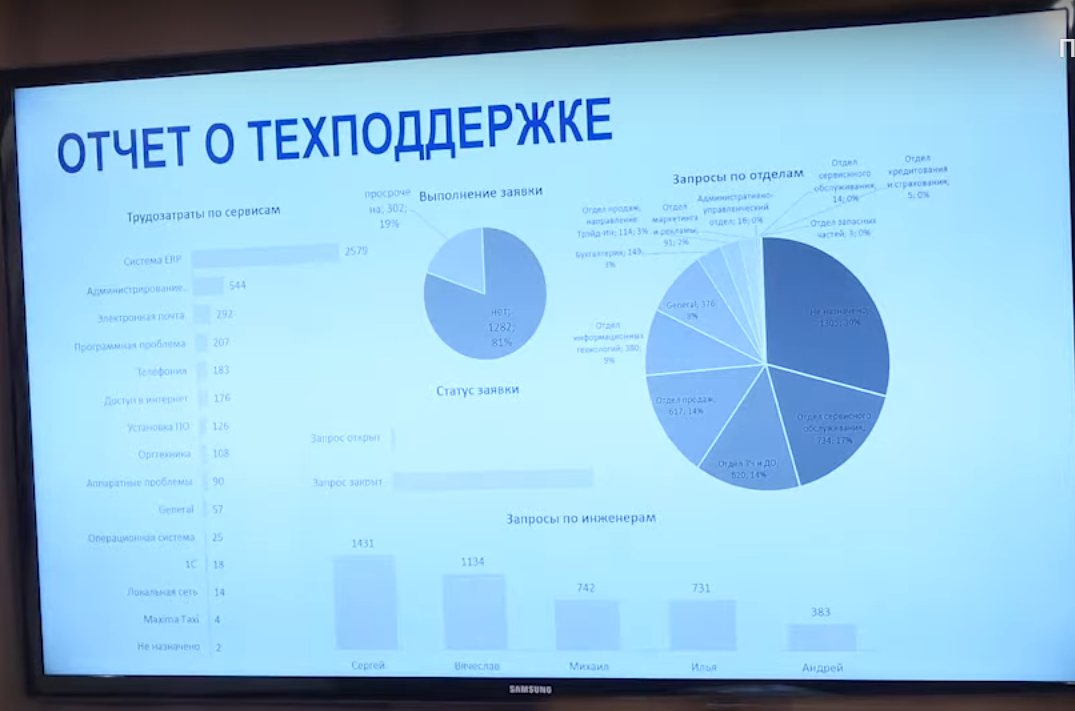 П
ОТЧЕТ О ТЕХПОДДЕРЖКЕ
Трудозатраты по сервисам
Система ERP 2579
Администрирование.. 544
Электронная почта 292
Программная проблема 207
Телефония 183
Доступ в интернет 176
Установка ПО 126
Оргтехника 108
Аппаратные проблемы 90
General 57
Операционная система 25
1С 18
Локальная сеть 14
Maxima Taxi 4
Не назначено 2
Выполнение заявки
просроче
на; 302;
19%
нет;
1282;
81%
Статус заявки
Запрос открыт
Запрос закрыт
Запросы по отделам
Отдел продаж,
направление
Трэйд-Ин; 114; 3%
Отдел
маркетинга
и рекламы;
91; 2%
Административно-
управленческий
отдел; 16; 0%
Отдел
сервисного
обслуживания;
14; 0%
Отдел
кредитования
и страхования;
5; 0%
Отдел запасных
частей; 3; 0%
Бухгалтерия; 149;
3%
General; 376
8%
Отдел
информационных
технологий; 380;
9%
Отдел продаж;
617; 14%
Отдел и ДО;
620; 14%
Отдел сервисного
обслуживания;
734; 17%
Не назначено;
1305; 29%
Запросы по инженерам
1431 1134 742 731 383
Сергей Вячеслав Михаил Илья Андрей
SAMSUNG